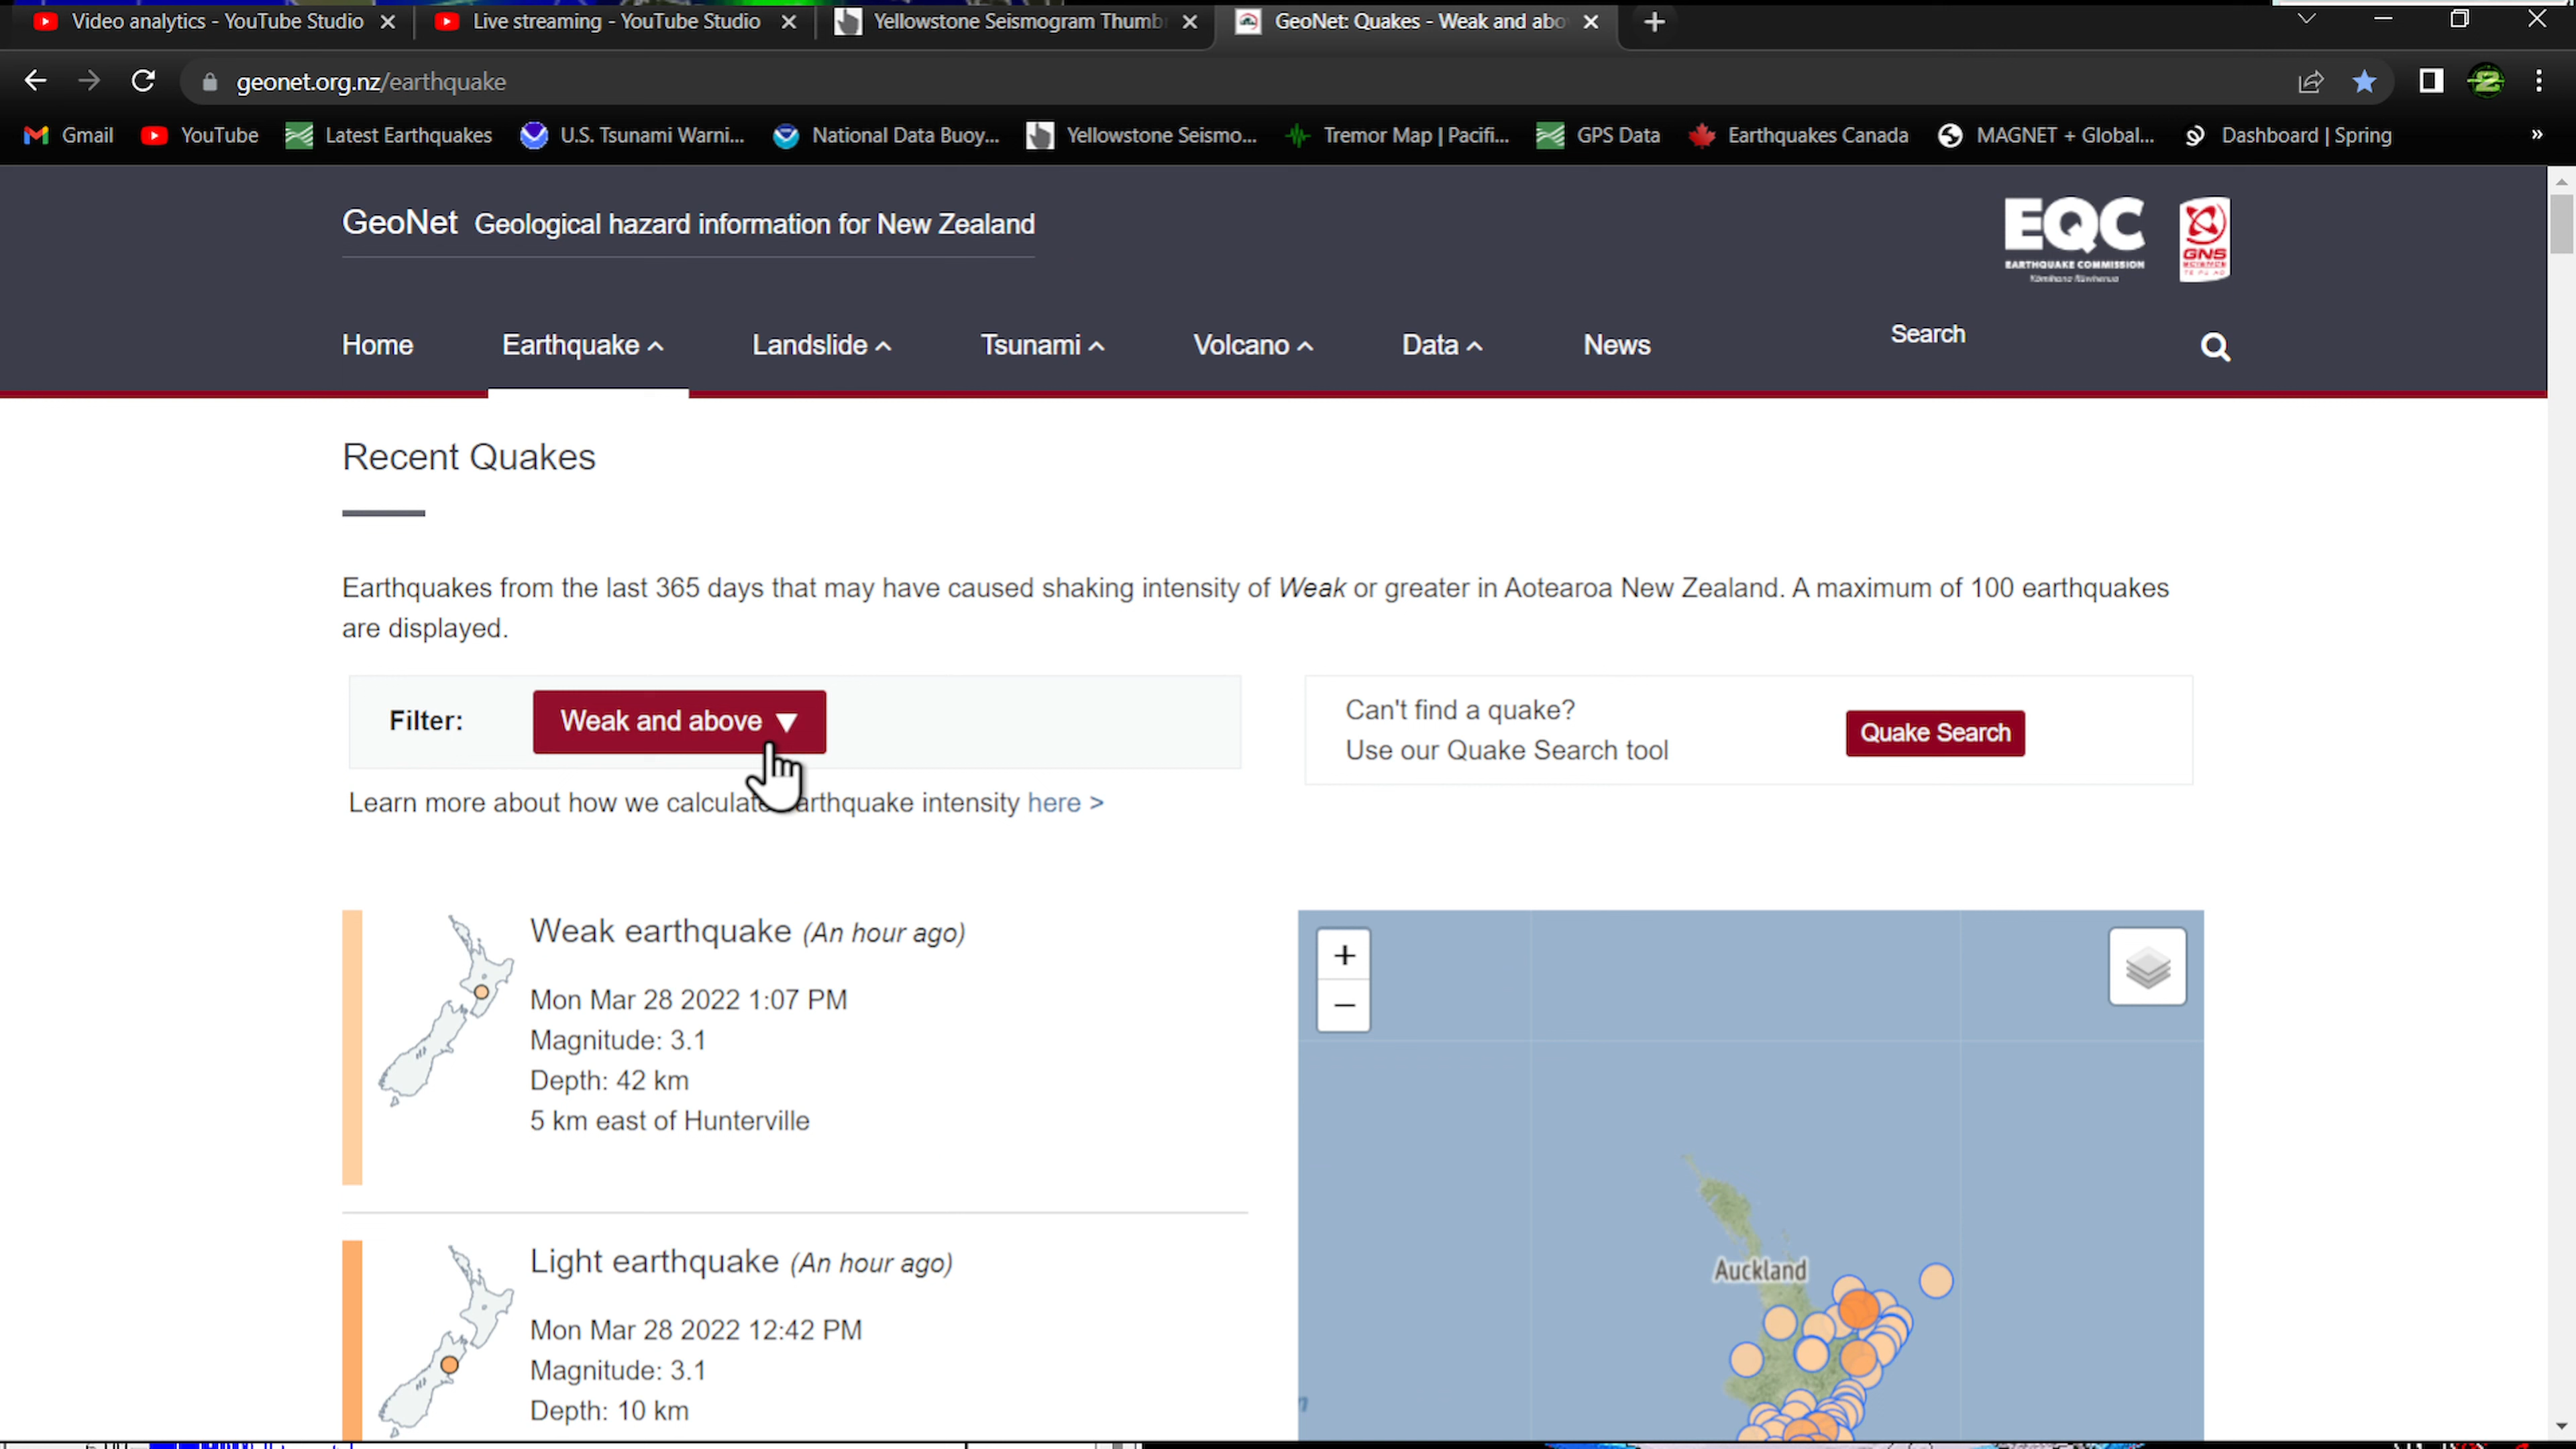 Video analytics - YouTube Studio
Live streaming - YouTube Studio
Yellowstone Seismogram Thumb
GeoNet: Quakes - Weak and abo
geonet.org.nz/earthquake
Gmail
YouTube
Latest Earthquakes
U.S. Tsunami Warni...
National Data Buoy...
Yellowstone Seismo...
Tremor Map | Pacifi...
GPS Data
Earthquakes Canada
MAGNET + Global...
Dashboard | Spring
»
GeoNet Geological hazard information for New Zealand
EQC
EARTHQUAKE COMMISSION
GNS
Home
Earthquake
Landslide
Tsunami
Volcano
Data
News
Search
Recent Quakes
Earthquakes from the last 365 days that may have caused shaking intensity of Weak or greater in Aotearoa New Zealand. A maximum of 100 earthquakes
are displayed.
Filter:
Weak and above ▼
Can't find a quake?
Use our Quake Search tool
Quake Search
Learn more about how we calculate arthquake intensity here >
Weak earthquake (An hour ago)
Mon Mar 28 2022 1:07 PM
Magnitude: 3.1
Depth: 42 km
5 km east of Hunterville
Light earthquake (An hour ago)
Mon Mar 28 2022 12:42 PM
Magnitude: 3.1
Depth: 10 km
+
−
Auckland